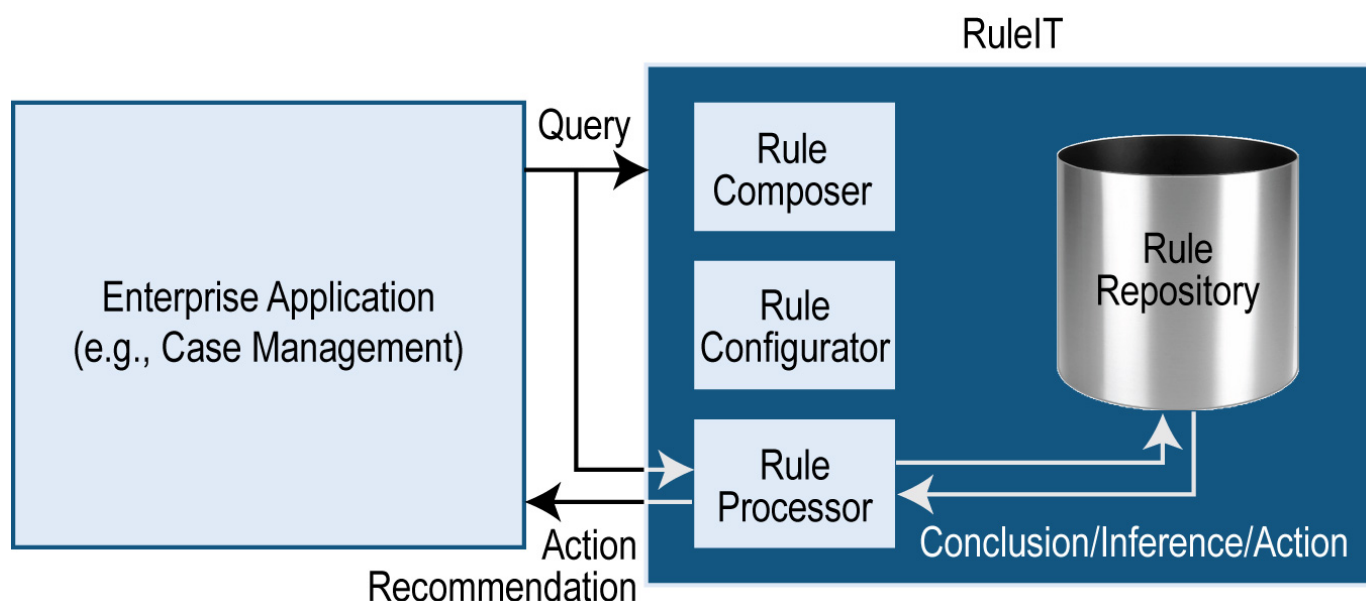 RuleIT
Query
Rule
Composer
Enterprise Application
(e.g., Case Management)
Rule
Configurator
Rule
Repository
Rule
Processor
Action
Recommendation
Conclusion/Inference/Action